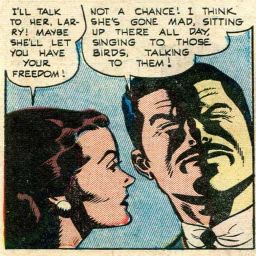 I'LL TALK
TO HER, LAR-
RY! MAYBE
SHE'LL LET
YOU HAVE
YOUR
FREEDOM!
NOT A CHANCE! I THINK
SHE'S GONE MAD, SITTING
UP THERE ALL DAY,
SINGING TO THOSE
BIRDS, TALKING
TO THEM!